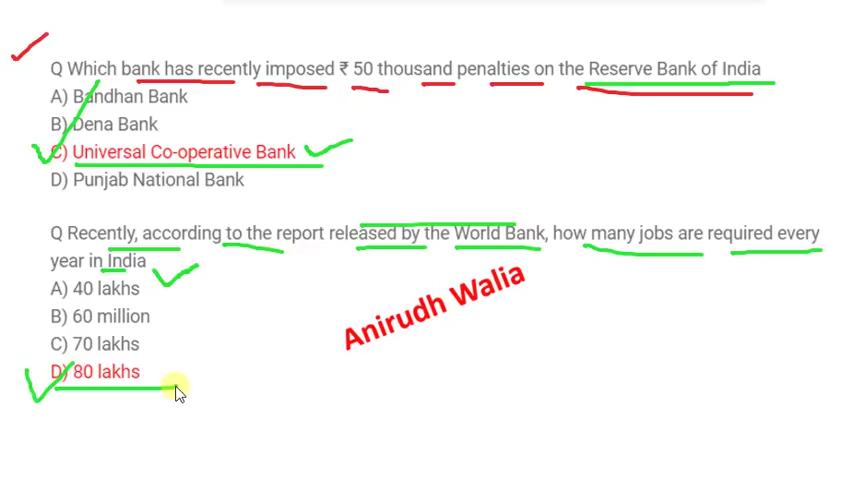 Q Which bank has recently imposed ₹ 50 thousand penalties on the Reserve Bank of India
A) Bandhan Bank
B) Dena Bank
C) Universal Co-operative Bank
D) Punjab National Bank
Q Recently, according to the report released by the World Bank, how many jobs are required every
year in India
A) 40 lakhs
B) 60 million
C) 70 lakhs
D) 80 lakhs
Anirudh Walia